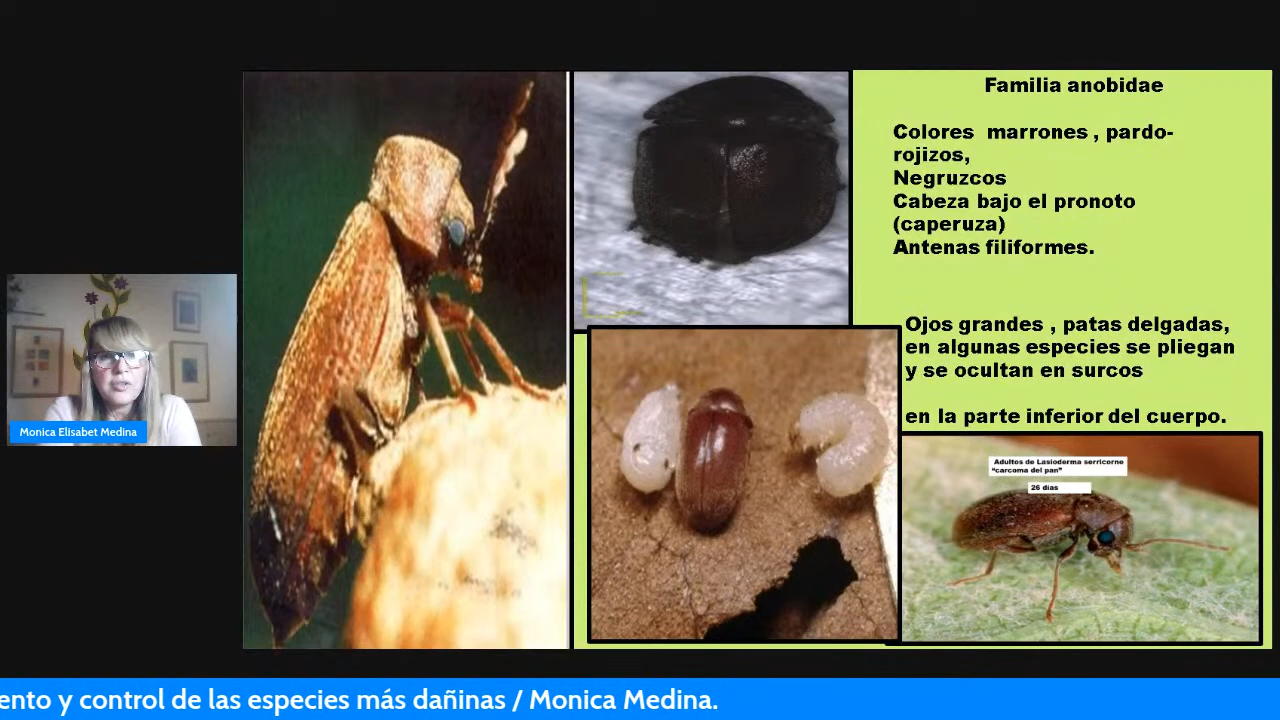 Familia anobidae
Colores marrones , pardo-
rojizos,
Negruzcos
Cabeza bajo el pronoto
(caperuza)
Antenas filiformes.
Ojos grandes , patas delgadas,
en algunas especies se pliegan
y se ocultan en surcos
en la parte inferior del cuerpo.
Adultos de Lasioderma serricorne
“carcoma del pan”
26 días
Monica Elisabet Medina
ento y control de las especies más dañinas / Monica Medina.